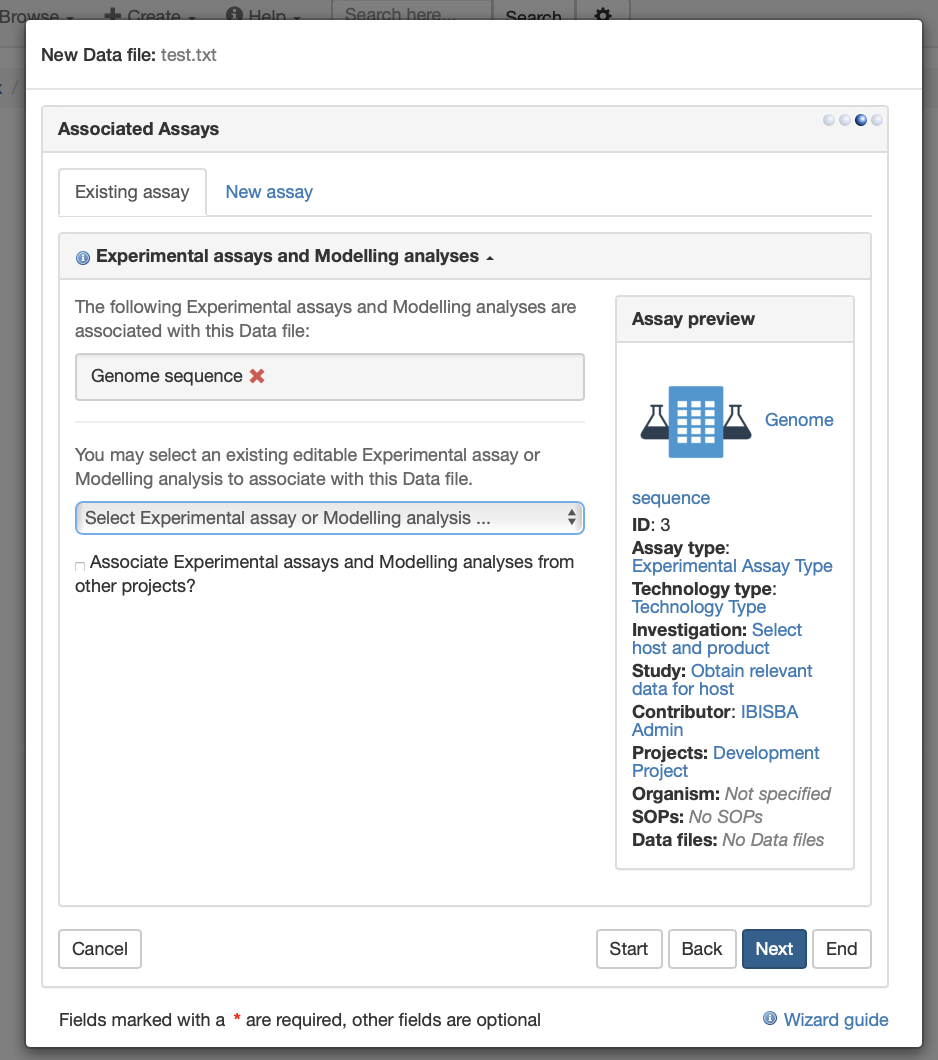 Browse Create Help Search here... Search
New Data file: test.txt
/
Associated Assays
Existing assay New assay
Experimental assays and Modelling analyses
The following Experimental assays and Modelling analyses are
associated with this Data file:
Genome sequence
You may select an existing editable Experimental assay or
Modelling analysis to associate with this Data file.
Select Experimental assay or Modelling analysis ...
Associate Experimental assays and Modelling analyses from
other projects?
Assay preview
Genome
sequence
ID: 3
Assay type:
Experimental Assay Type
Technology type:
Technology Type
Investigation: Select
host and product
Study: Obtain relevant
data for host
Contributor: IBISBA
Admin
Projects: Development
Project
Organism: Not specified
SOPs: No SOPs
Data files: No Data files
Cancel Start Back Next End
Fields marked with a * are required, other fields are optional Wizard guide